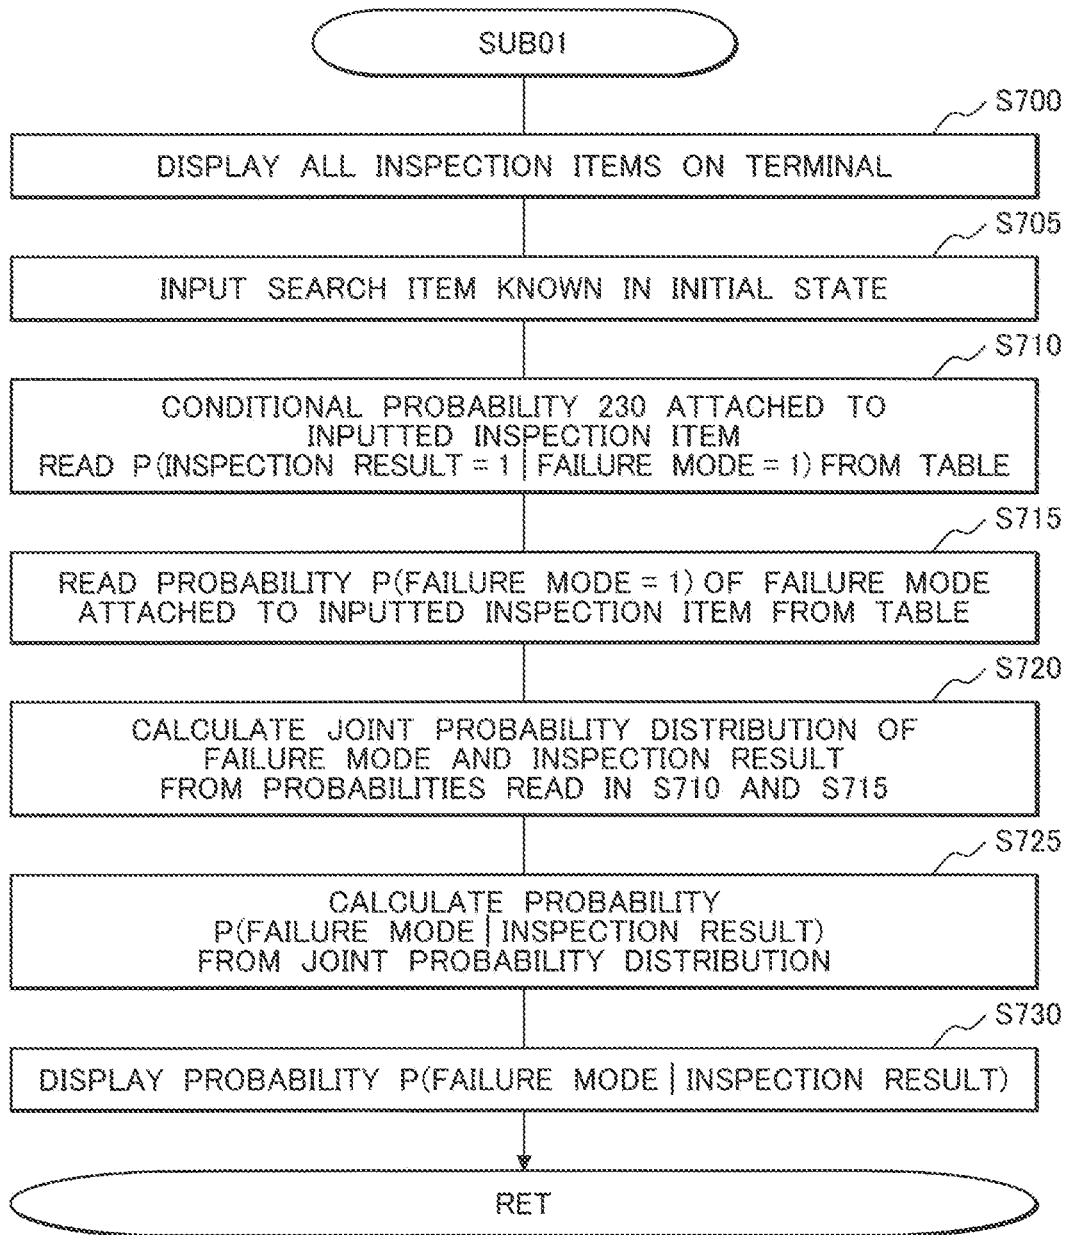 SUB01
S700
DISPLAY ALL INSPECTION ITEMS ON TERMINAL
S705
INPUT SEARCH ITEM KNOWN IN INITIAL STATE
S710
CONDITIONAL PROBABILITY 230 ATTACHED TO
INPUTTED INSPECTION ITEM
READ P(INSPECTION RESULT = 1 | FAILURE MODE = 1) FROM TABLE
S715
READ PROBABILITY P(FAILURE MODE = 1) OF FAILURE MODE
ATTACHED TO INPUTTED INSPECTION ITEM FROM TABLE
S720
CALCULATE JOINT PROBABILITY DISTRIBUTION OF
FAILURE MODE AND INSPECTION RESULT
FROM PROBABILITIES READ IN S710 AND S715
S725
CALCULATE PROBABILITY
P(FAILURE MODE | INSPECTION RESULT)
FROM JOINT PROBABILITY DISTRIBUTION
S730
DISPLAY PROBABILITY P(FAILURE MODE | INSPECTION RESULT)
RET